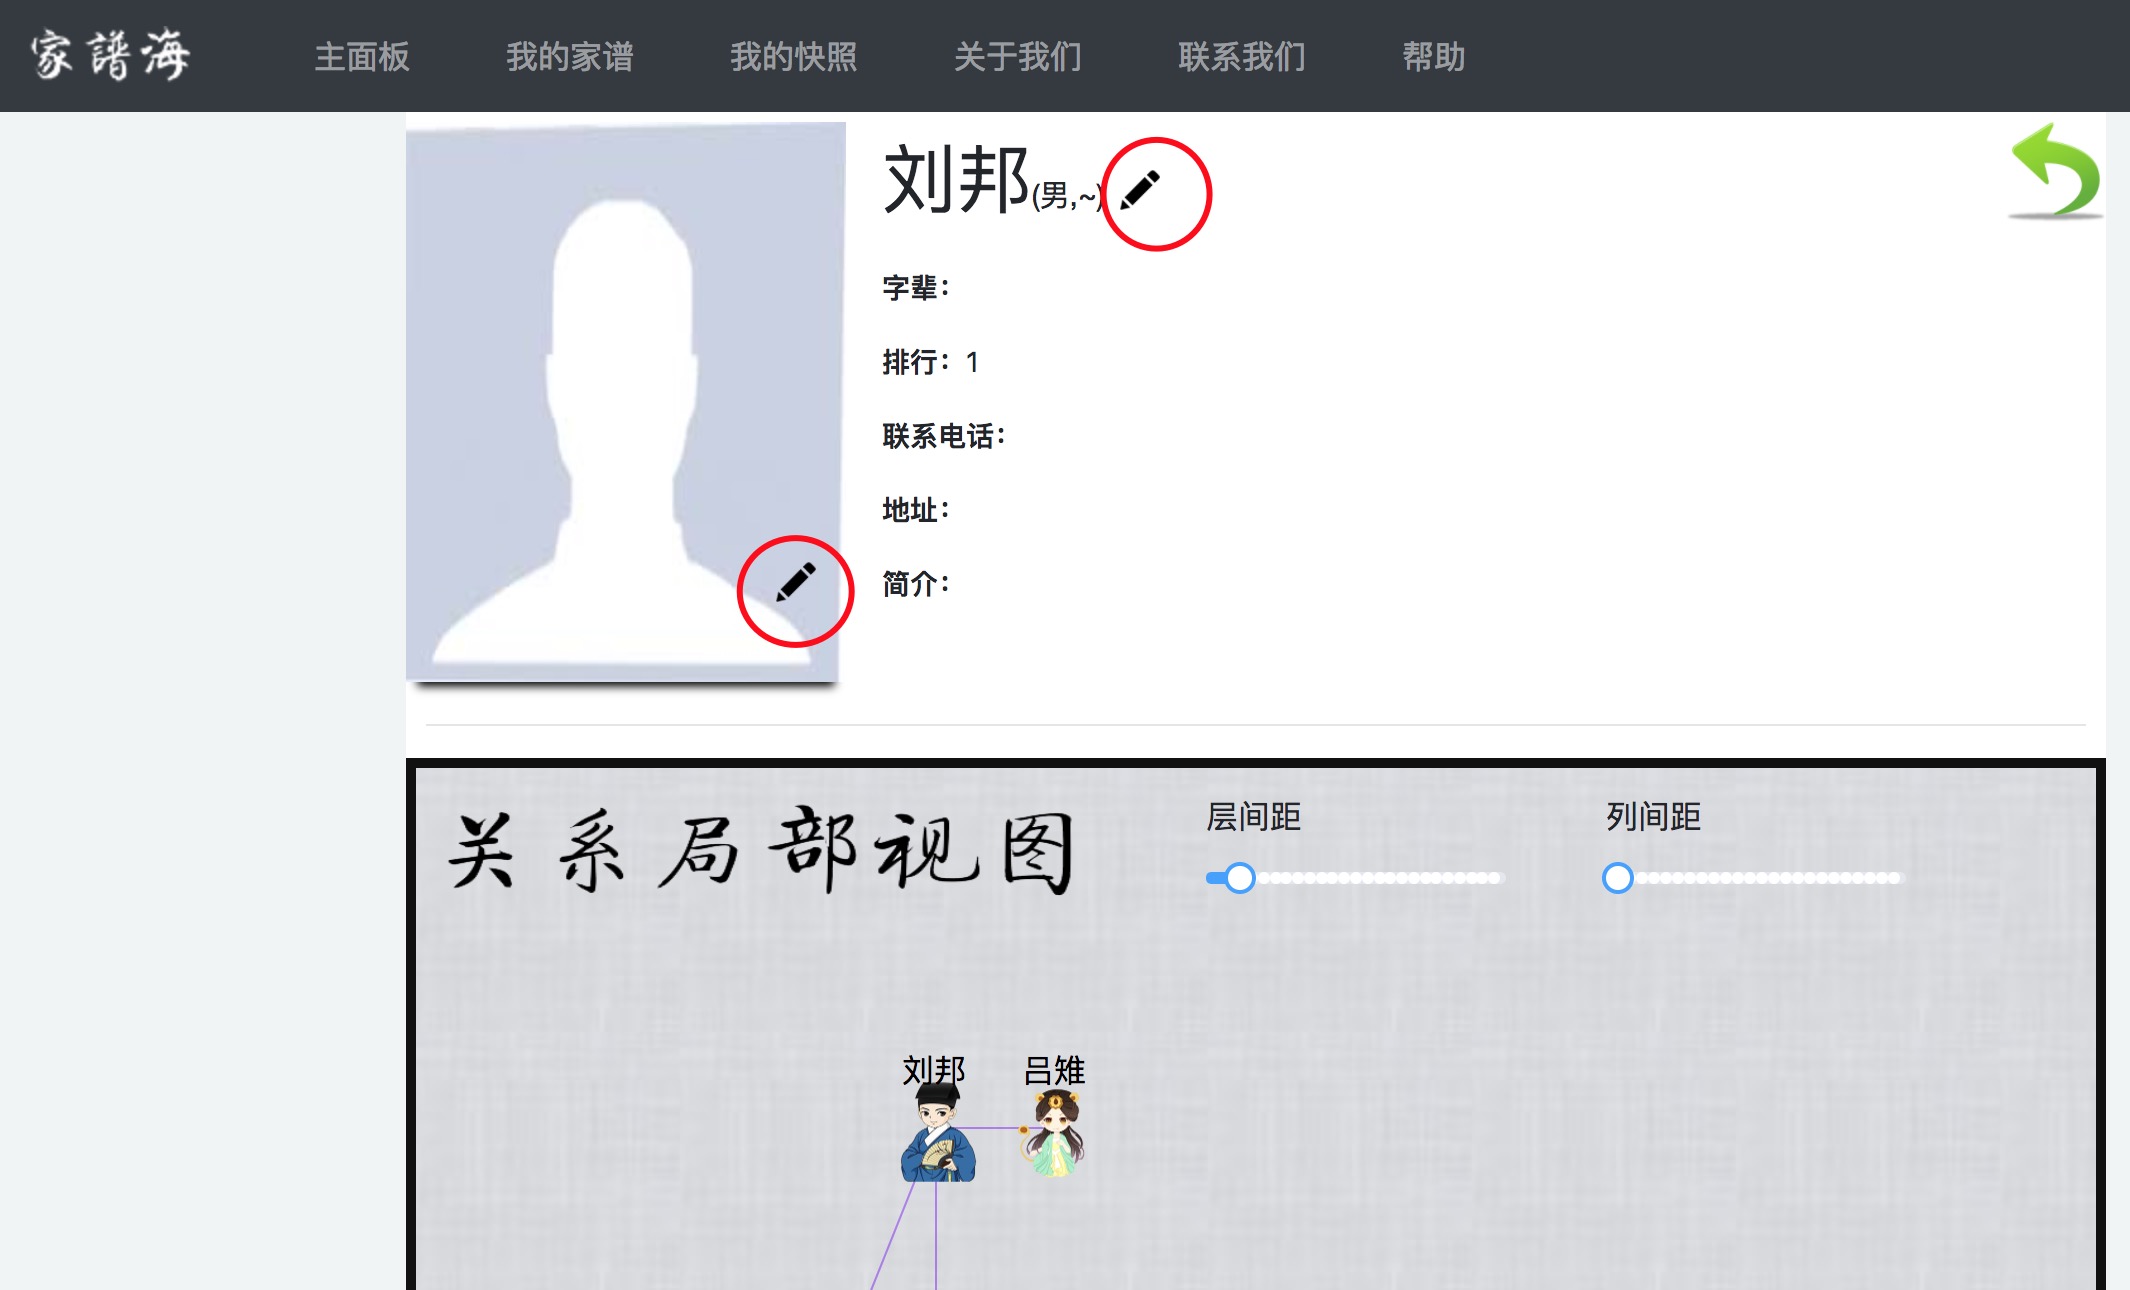 家譜海 主面板 我的家谱 我的快照 关于我们 联系我们 帮助
刘邦(男,~)
字辈：
排行：1
联系电话：
地址：
简介：
关系局部视图
层间距 列间距
刘邦 吕雉